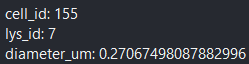 cell_id: 155
lys_id: 7
diameter_um: 0.27067498087882996